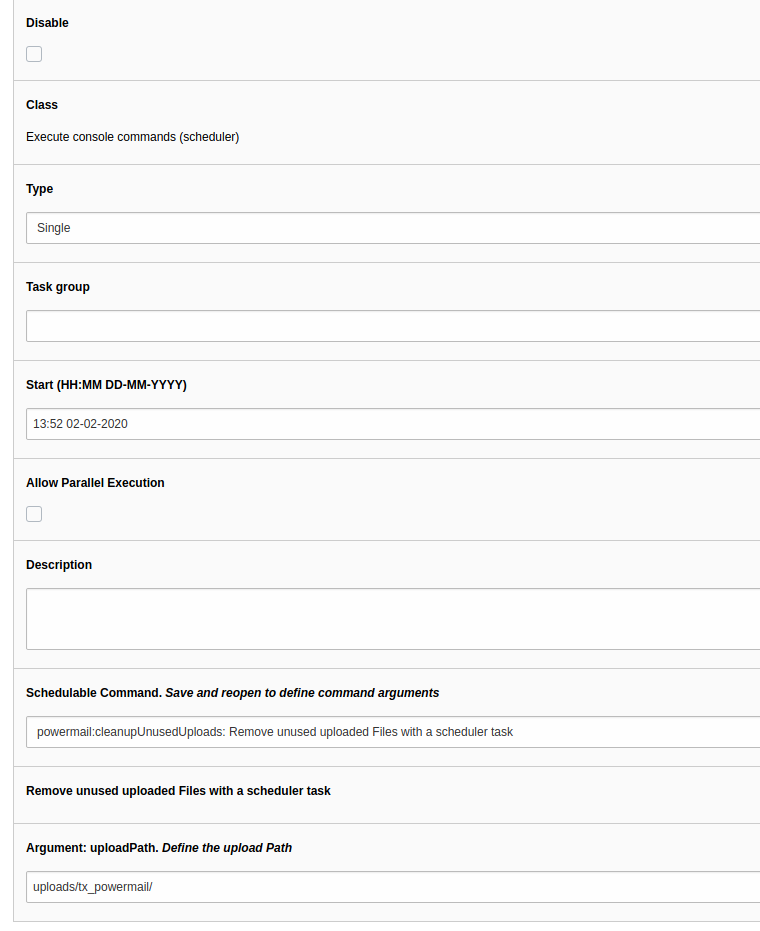 Disable
Class
Execute console commands (scheduler)
Type
Single
Task group
Start (HH:MM DD-MM-YYYY)
13:52 02-02-2020
Allow Parallel Execution
Description
Schedulable Command. Save and reopen to define command arguments
powermail:cleanupUnusedUploads: Remove unused uploaded Files with a scheduler task
Remove unused uploaded Files with a scheduler task
Argument: uploadPath. Define the upload Path
uploads/tx_powermail/